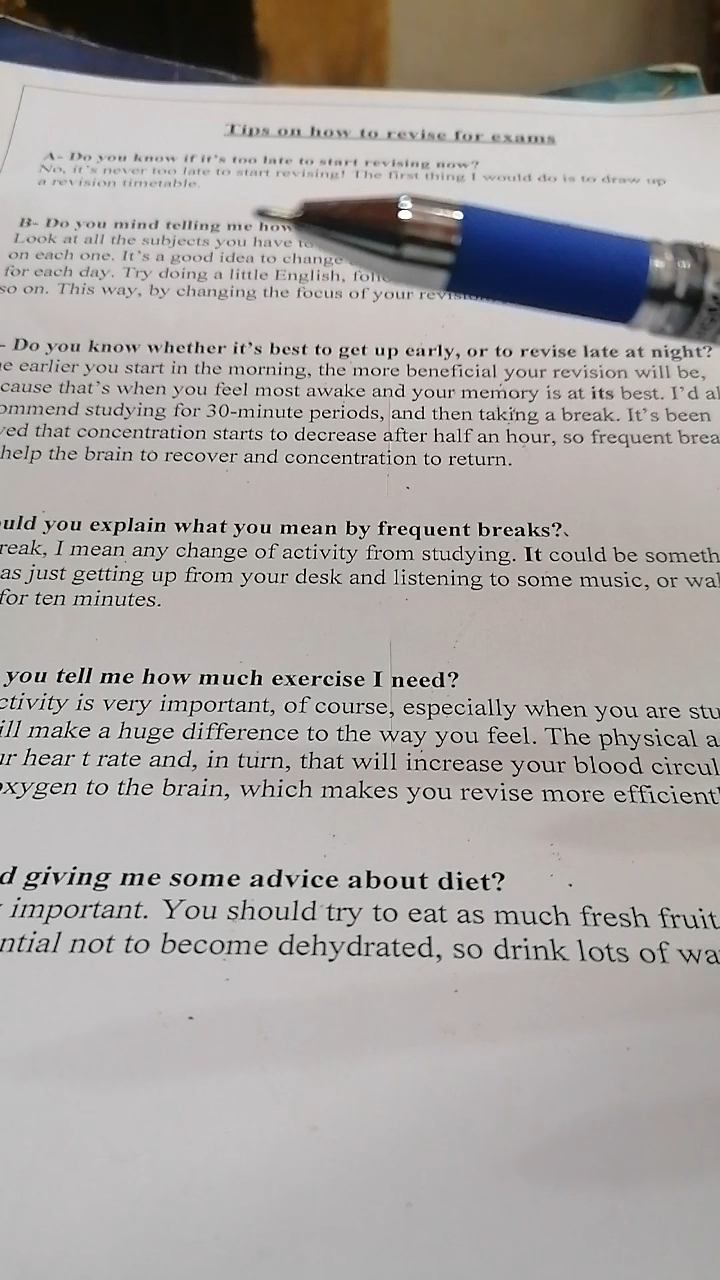 Tips on how to revise for exams
A- Do you know if it's too late to start revising now?
No, it's never too late to start revising! The first thing I would do is to draw up
a revision timetable.
B- Do you mind telling me how
Look at all the subjects you have to
on each one. It's a good idea to change
for each day. Try doing a little English,
so on. This way, by changing the focus of your
- Do you know whether it's best to get up early, or to revise late at night?
e earlier you start in the morning, the more beneficial your revision will be,
cause that's when you feel most awake and your memory is at its best. I'd al
ommend studying for 30-minute periods, and then taking a break. It's been
ved that concentration starts to decrease after half an hour, so frequent brea
help the brain to recover and concentration to return.
uld you explain what you mean by frequent breaks?
reak, I mean any change of activity from studying. It could be someth
as just getting up from your desk and listening to some music, or wal
for ten minutes.
you tell me how much exercise I need?
ctivity is very important, of course, especially when you are stu
ill make a huge difference to the way you feel. The physical a
ur hear t rate and, in turn, that will increase your blood circul
oxygen to the brain, which makes you revise more efficient
d giving me some advice about diet?
important. You should try to eat as much fresh fruit
ntial not to become dehydrated, so drink lots of wa